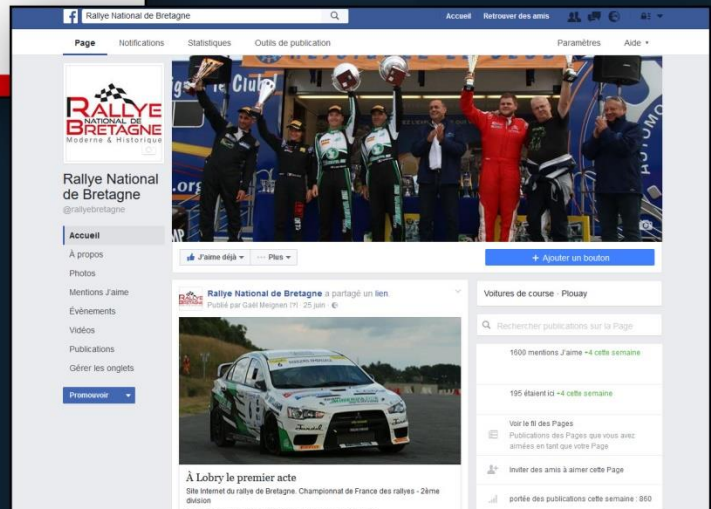 Rallye National de Bretagne
Accueil Retrouver des amis
Page Notifications Statistiques Outils de publication Paramètres Aide
RALLYE
NATIONAL DE
BRETAGNE
Moderne & Historique
Rallye National
de Bretagne
@rallyebretagne
Accueil
À propos
Photos
Mentions J'aime
Événements
Vidéos
Publications
Gérer les onglets
Promouvoir
J'aime déjà ··· Plus
+ Ajouter un bouton
Rallye National de Bretagne a partagé un lien.
Publié par Gaël Meignen [?] · 25 juin ·
À Lobry le premier acte
Site Internet du rallye de Bretagne. Championnat de France des rallyes - 2ème
division
Voitures de course · Plouay
Rechercher publications sur la Page
1600 mentions J'aime +4 cette semaine
195 étaient ici +4 cette semaine
Voir le fil des Pages
Publications des Pages que vous avez
aimées en tant que votre Page
Inviter des amis à aimer cette Page
portée des publications cette semaine : 860